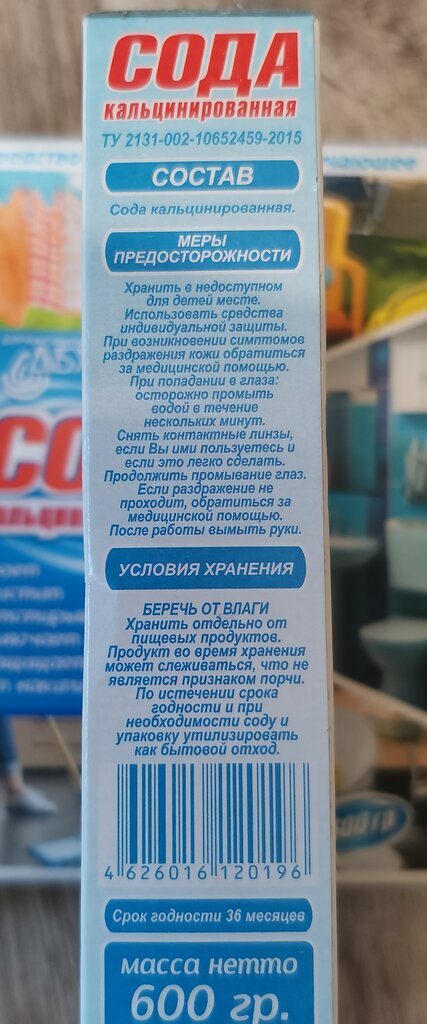 СОДА
кальцинированная
ТУ 2131-002-10652459-2015
СОСТАВ
Сода кальцинированная.
МЕРЫ
ПРЕДОСТОРОЖНОСТИ
Хранить в недоступном
для детей месте.
Использовать средства
индивидуальной защиты.
При возникновении симптомов
раздражения кожи обратиться
за медицинской помощью.
При попадании в глаза:
осторожно промыть
водой в течение
нескольких минут.
Снять контактные линзы,
если Вы ими пользуетесь и
если это легко сделать.
Продолжить промывание глаз.
Если раздражение не
проходит, обратиться за
медицинской помощью.
После работы вымыть руки.
УСЛОВИЯ ХРАНЕНИЯ
БЕРЕЧЬ ОТ ВЛАГИ
Хранить отдельно от
пищевых продуктов.
Продукт во время хранения
может слеживаться, что не
является признаком порчи.
По истечении срока
годности и при
необходимости соду и
упаковку утилизировать
как бытовой отход.
4 626016 120196
Срок годности 36 месяцев
масса нетто
600 гр.